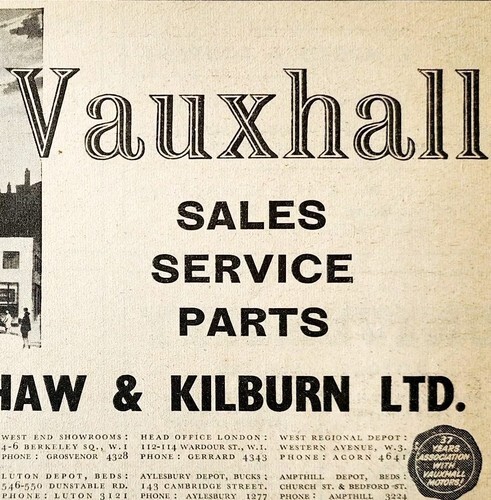 Vauxhall
SALES
SERVICE
PARTS
HAW & KILBURN LTD.
WEST END SHOWROOMS:
4-6 BERKELEY SQ., W.1
PHONE: GROSVENOR 4328
HEAD OFFICE LONDON:
112-114 WARDOUR ST., W.1.
PHONE: GERRARD 4343
WEST REGIONAL DEPOT:
WESTERN AVENUE, W.3.
PHONE: ACORN 4641
LUTON DEPOT, BEDS:
546-550 DUNSTABLE RD.
PHONE: LUTON 3121
AYLESBURY DEPOT, BUCKS:
143 CAMBRIDGE STREET.
PHONE: AYLESBURY 1277
AMPTHILL DEPOT, BEDS:
CHURCH ST. & BEDFORD ST.
PHONE: AMPTHILL 3221
37
YEARS
ASSOCIATION
WITH
VAUXHALL
MOTORS!